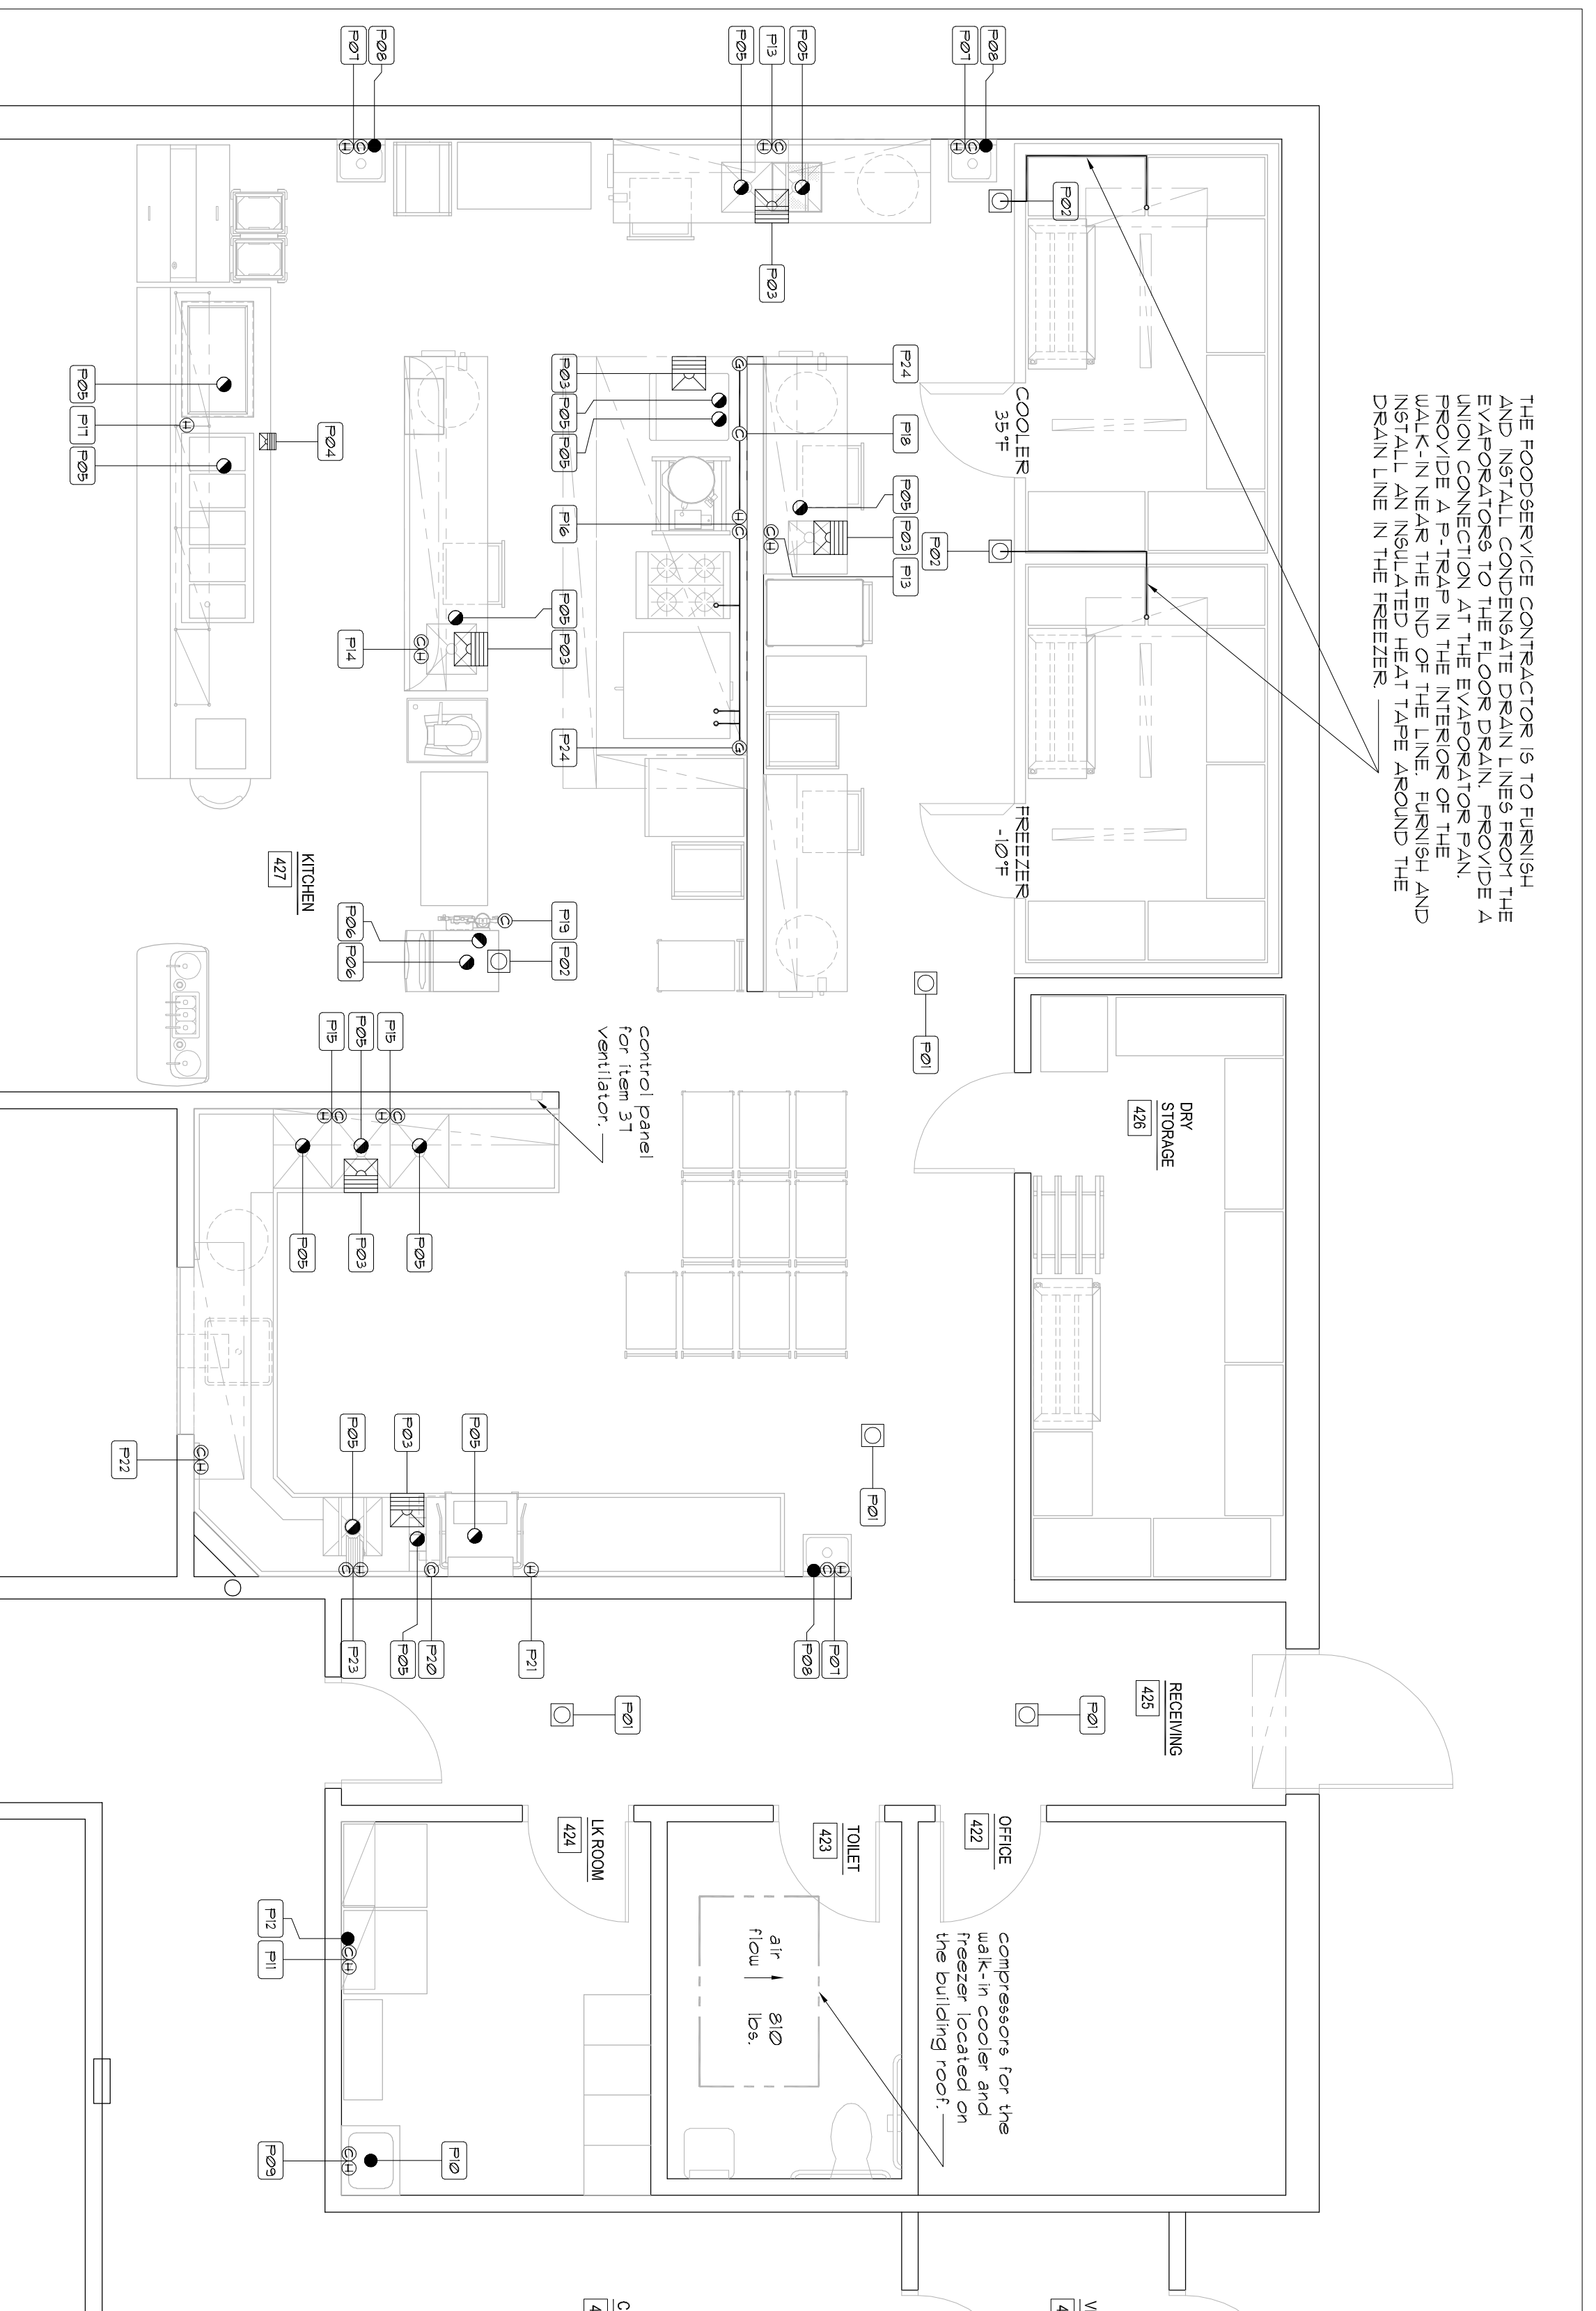 THE FOODSERVICE CONTRACTOR IS TO FURNISH
AND INSTALL CONDENSATE DRAIN LINES FROM THE
EVAPORATORS TO THE FLOOR DRAIN. PROVIDE A
UNION CONNECTION AT THE EVAPORATOR PAN.
PROVIDE A P-TRAP IN THE INTERIOR OF THE
WALK-IN NEAR THE END OF THE LINE. FURNISH AND
INSTALL AN INSULATED HEAT TAPE AROUND THE
DRAIN LINE IN THE FREEZER.
DRY
STORAGE
426
RECEIVING
425
P01
P02
COOLER
35°F
FREEZER
-10°F
OFFICE
422
compressors for the
walk-in cooler and
freezer located on
the building roof.
P08
P07
C
H
P02
P01
P24
P18
P05
P03
P13
G
C
H
C
C
H
G
P01
TOILET
423
H
C
P07
P08
P05
P13
P05
C
H
P03
air
flow
810
lbs.
control panel
for item 37
ventilator.
P01
LK ROOM
424
P03
P05
P05
P16
P05
P03
P24
P19
P02
C
H
P21
P05
P10
C
P20
P05
P03
P14
C
H
P06
P06
P15
P05
P15
C
H
C
H
P05
P03
P05
P05
H
C
P23
P08
P07
C
H
P04
KITCHEN
427
C
H
C
H
P12
P11
P09
C
H
P22
H
P05
P17
P05